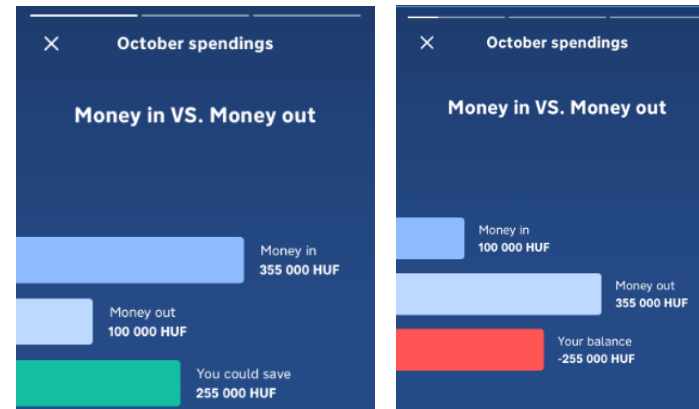 October spendings
Money in VS. Money out
Money in
355 000 HUF
Money out
100 000 HUF
You could save
255 000 HUF
October spendings
Money in VS. Money out
Money in
100 000 HUF
Money out
355 000 HUF
Your balance
-255 000 HUF